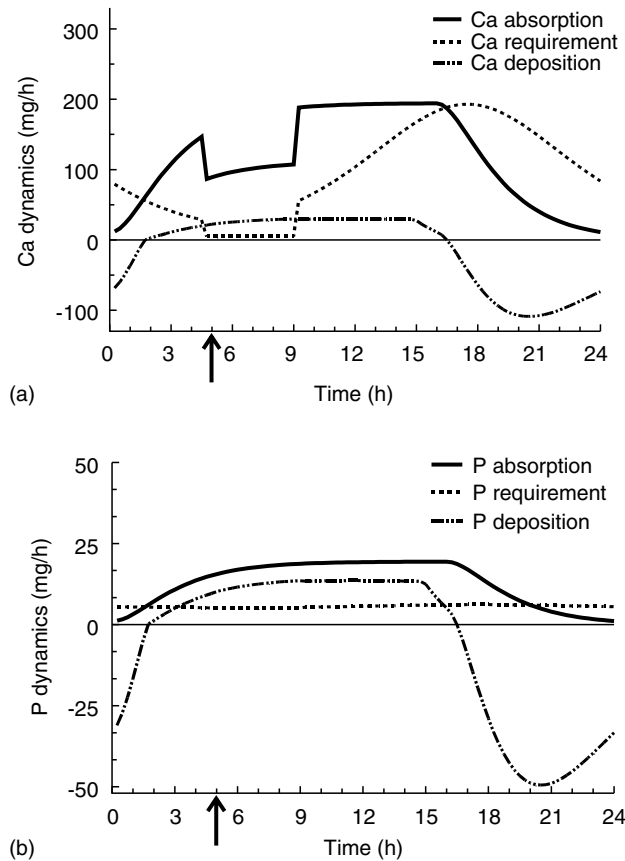 Ca absorption
Ca requirement
Ca deposition
300
200
100
0
-100
Ca dynamics (mg/h)
0 3 6 9 12 15 18 21 24
Time (h)
(a)
P absorption
P requirement
P deposition
50
25
0
-25
-50
P dynamics (mg/h)
0 3 6 9 12 15 18 21 24
Time (h)
(b)